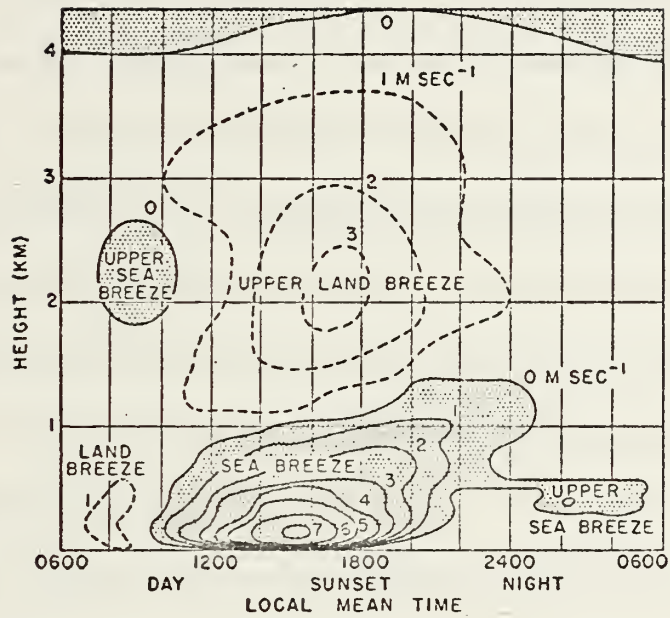 0
4
1 M SEC⁻¹
3
2
0
3
UPPER
SEA
BREEZE
UPPER LAND BREEZE
2
HEIGHT (KM)
0 M SEC⁻¹
1
1
LAND
BREEZE
2
SEA BREEZE
3
1
4
UPPER
0
7 6 5
SEA BREEZE
0
0600 1200 1800 2400 0600
DAY SUNSET NIGHT
LOCAL MEAN TIME